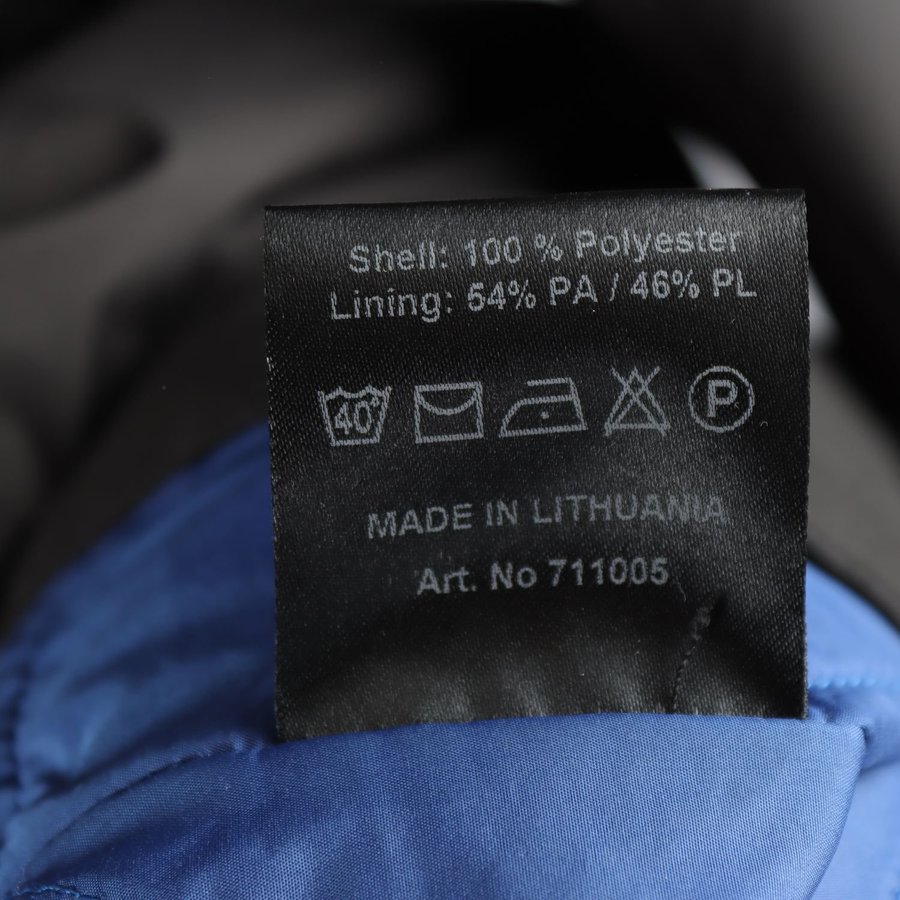 Shell: 100 % Polyester
Lining: 54% PA / 46% PL
40° P
MADE IN LITHUANIA
Art. No 711005